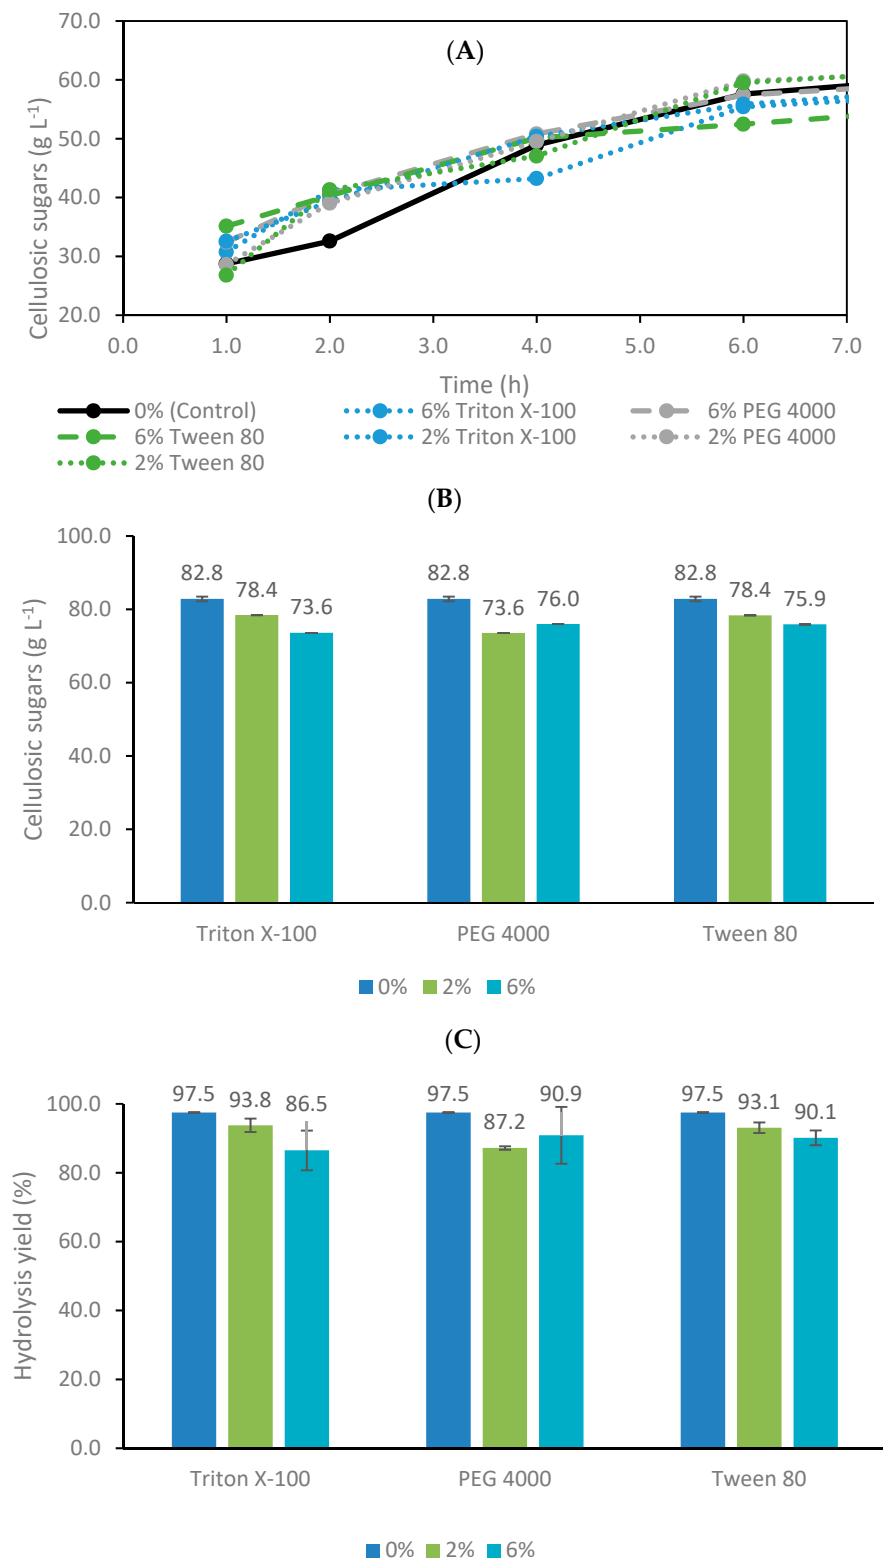 (A)
70.0
60.0
50.0
40.0
30.0
20.0
Cellulosic sugars (g L-1)
0.0 1.0 2.0 3.0 4.0 5.0 6.0 7.0
Time (h)
0% (Control) 6% Triton X-100 6% PEG 4000
6% Tween 80 2% Triton X-100 2% PEG 4000
2% Tween 80
(B)
100.0
80.0
60.0
40.0
20.0
0.0
Cellulosic sugars (g L-1)
82.8 78.4 73.6 82.8 73.6 76.0 82.8 78.4 75.9
Triton X-100 PEG 4000 Tween 80
0% 2% 6%
(C)
100.0
80.0
60.0
40.0
20.0
0.0
Hydrolysis yield (%)
97.5 93.8 86.5 97.5 87.2 90.9 97.5 93.1 90.1
Triton X-100 PEG 4000 Tween 80
0% 2% 6%